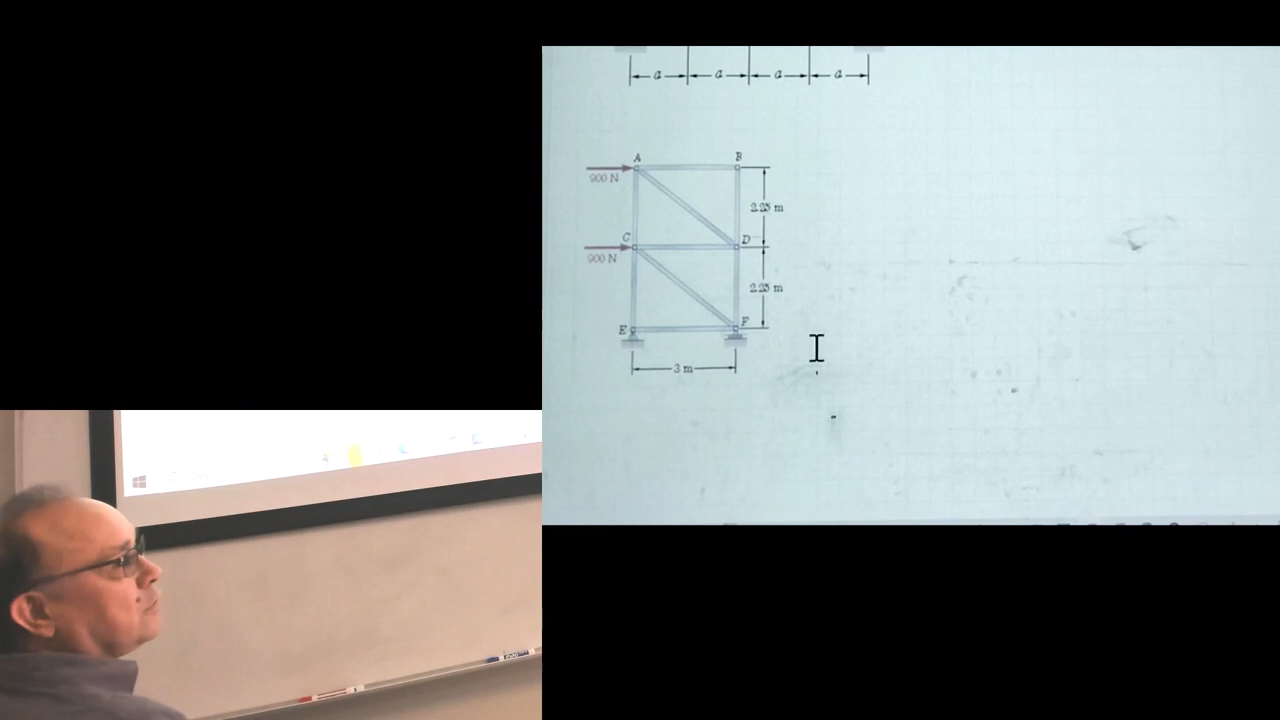 a a a a
A B
900 N
2.25 m
C D
900 N
2.25 m
E F
3 m